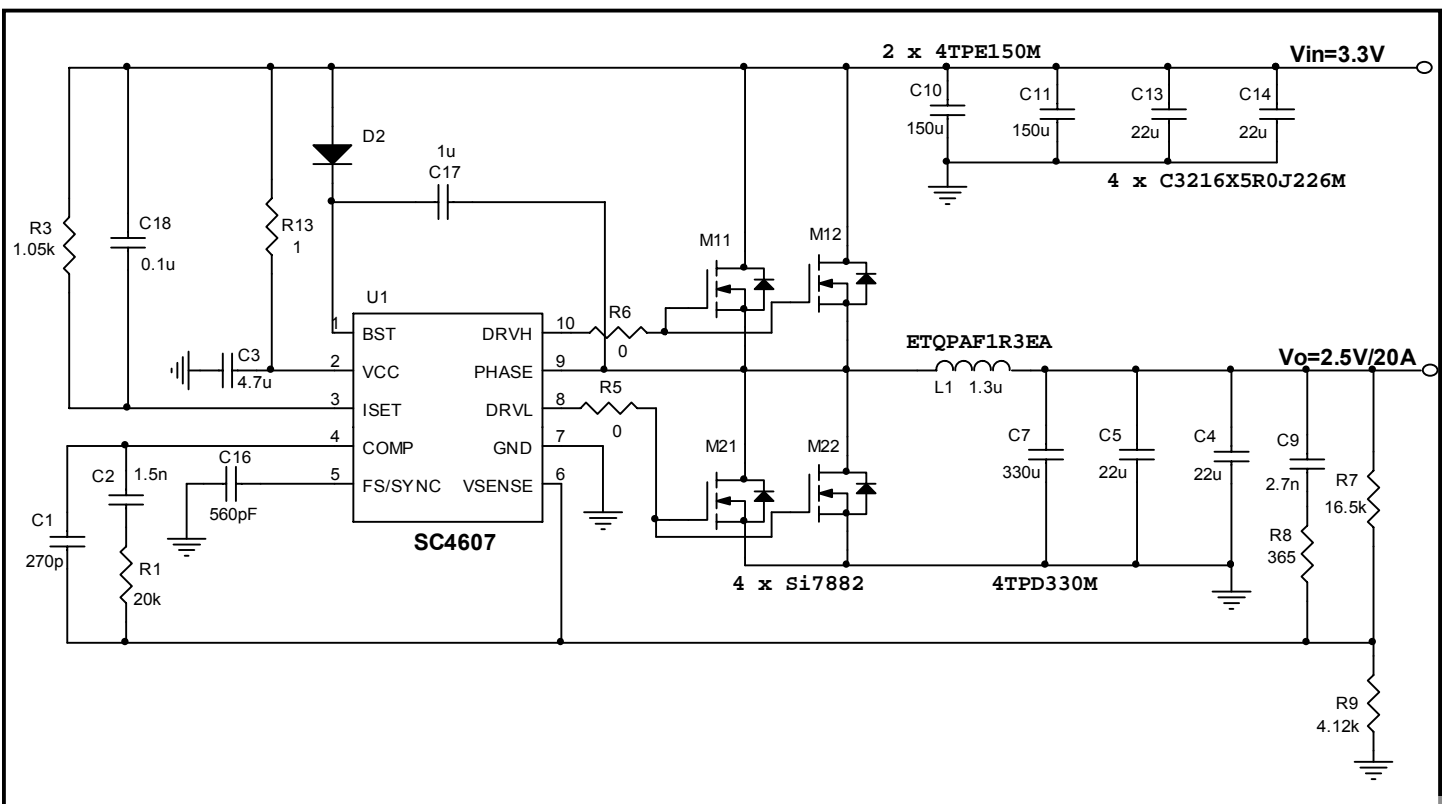 2 x 4TPE150M
Vin=3.3V
C10
150u
C11
150u
C13
22u
C14
22u
4 x C3216X5R0J226M
D2
1u
C17
R3
1.05k
C18
0.1u
R13
1
M11
M12
U1
1
BST
DRVH
10
R6
0
C3
4.7u
2
VCC
PHASE
9
ETQPAF1R3EA
L1 1.3u
Vo=2.5V/20A
3
ISET
DRVL
8
R5
0
4
COMP
GND
7
5
FS/SYNC
VSENSE
6
SC4607
C2
1.5n
C16
560pF
C1
270p
R1
20k
M21
M22
4 x Si7882
C7
330u
C5
22u
C4
22u
C9
2.7n
R7
16.5k
R8
365
4TPD330M
R9
4.12k